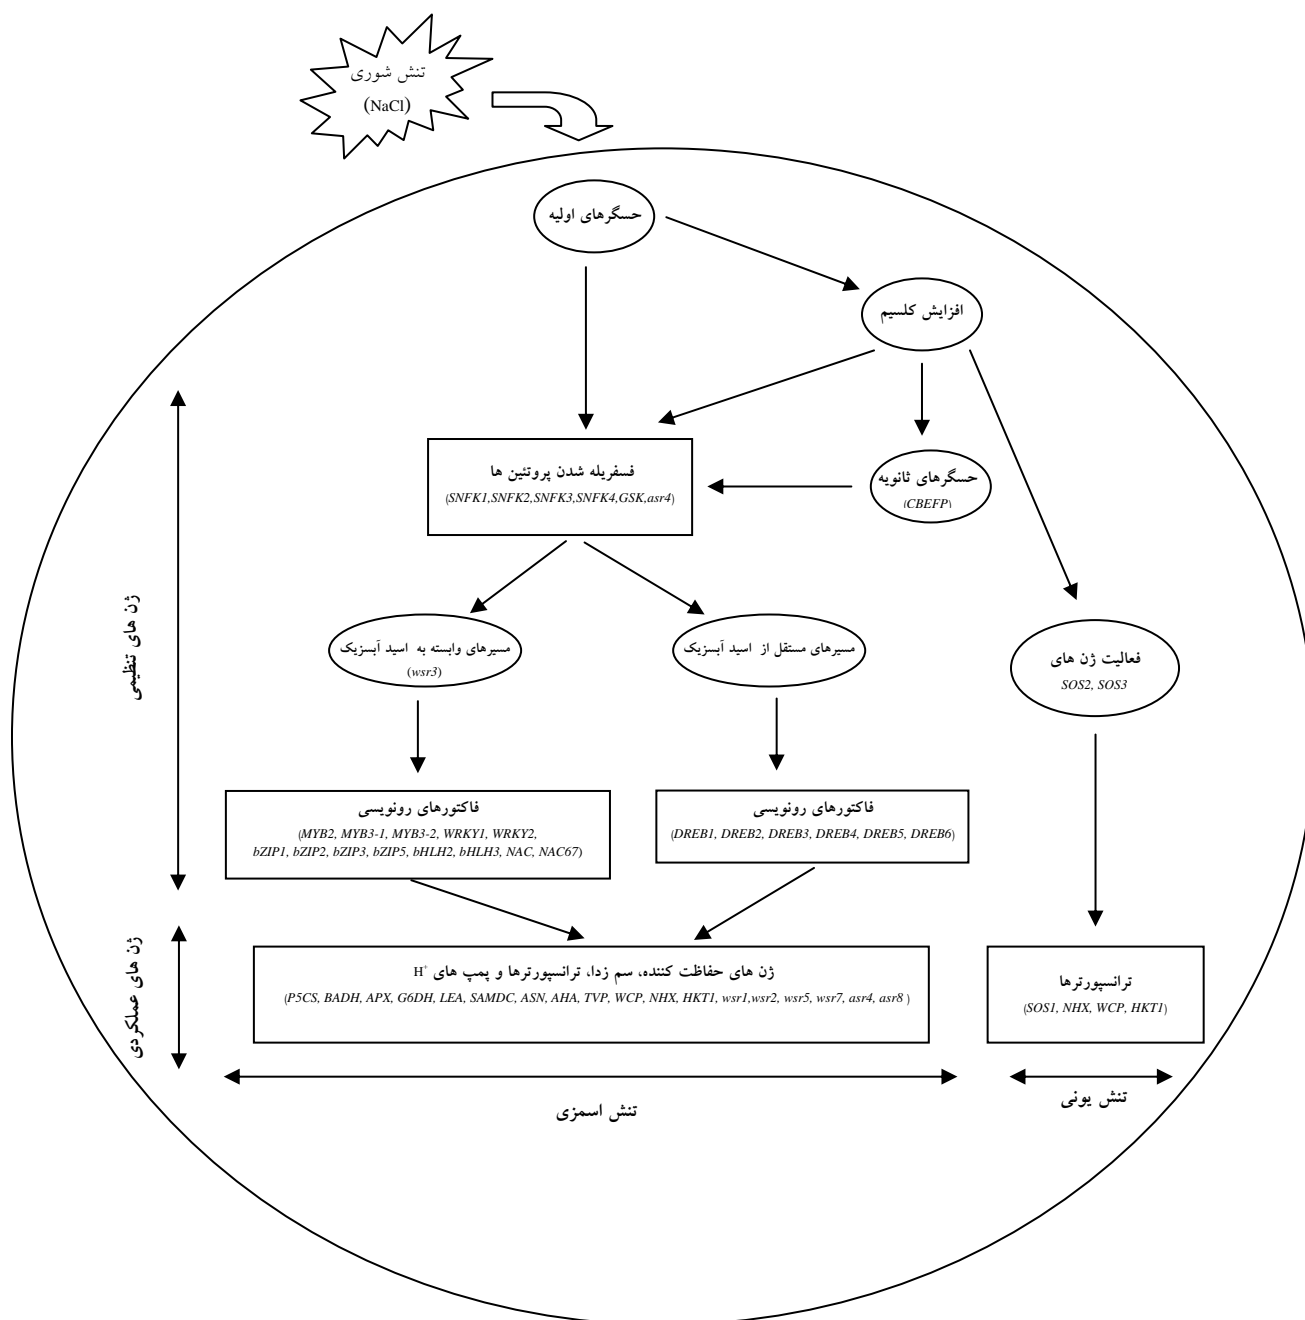 تنش شوری
(NaCl)
حسگرهای اولیه
افزایش کلسیم
فسفریله شدن پروتئین ها
(SNFK1,SNFK2,SNFK3,SNFK4,GSK,asr4)
حسگرهای ثانویه
(CBEFP)
مسیرهای وابسته به اسید آبسزیک
(wsr3)
مسیرهای مستقل از اسید آبسزیک
فعالیت ژن های
SOS2, SOS3
ژن های تنظیمی
فاکتورهای رونویسی
(MYB2, MYB3-1, MYB3-2, WRKY1, WRKY2,
bZIP1, bZIP2, bZIP3, bZIP5, bHLH2, bHLH3, NAC, NAC67)
فاکتورهای رونویسی
(DREB1, DREB2, DREB3, DREB4, DREB5, DREB6)
ژن های عملکردی
ژن های حفاظت کننده، سم زدا، ترانسپورترها و پمپ های H⁺
(P5CS, BADH, APX, G6DH, LEA, SAMDC, ASN, AHA, TVP, WCP, NHX, HKT1, wsr1,wsr2, wsr5, wsr7, asr4, asr8 )
ترانسپورترها
(SOS1, NHX, WCP, HKT1)
تنش اسمزی
تنش یونی